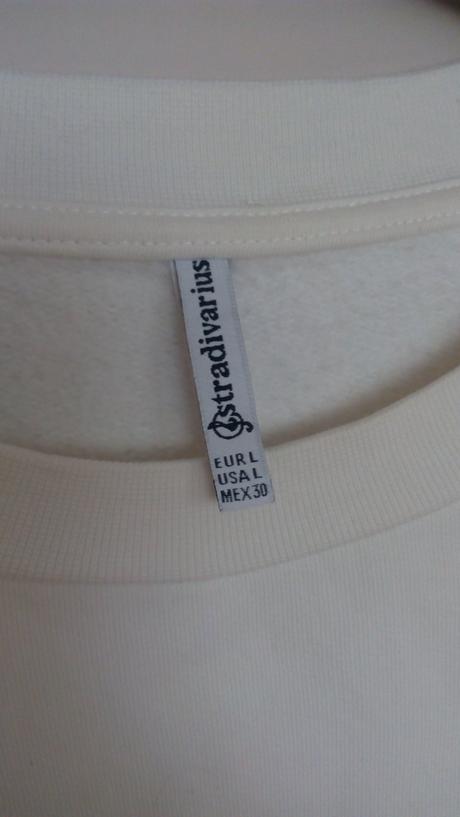 stradivarius
EUR L
USA L
MEX 30